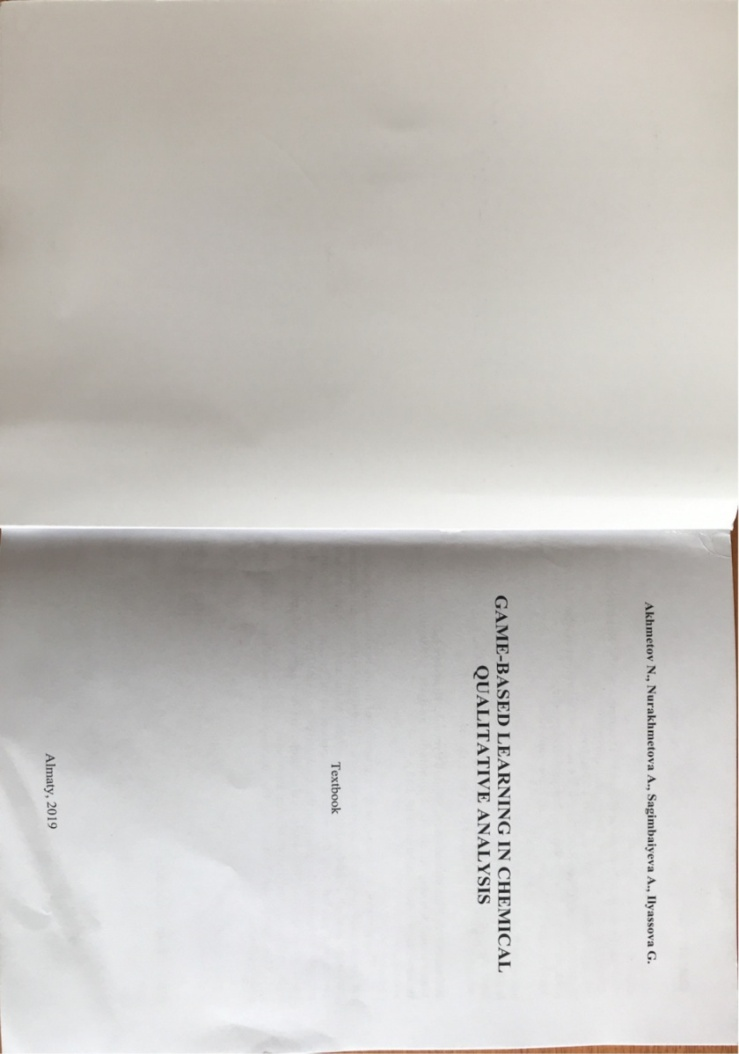 Akhmetov N., Nurakhmetova A., Sagimbaiyeva A., Ilyassova G.
GAME-BASED LEARNING IN CHEMICAL
QUALITATIVE ANALYSIS
Textbook
Almaty, 2019